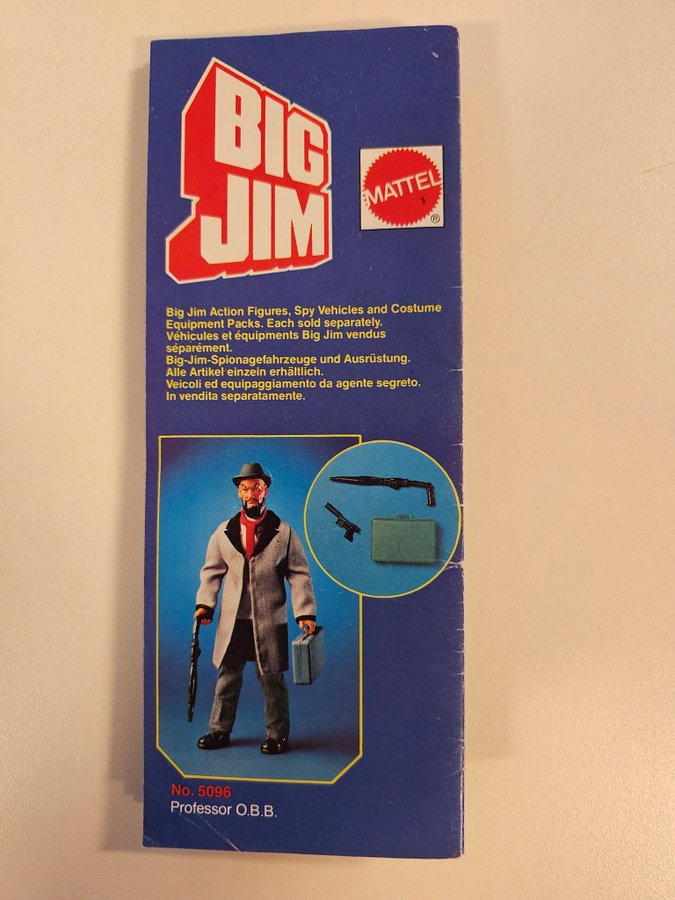 BIG
JIM
MATTEL
®
Big Jim Action Figures, Spy Vehicles and Costume
Equipment Packs. Each sold separately.
Véhicules et équipments Big Jim vendus
séparément.
Big-Jim-Spionagefahrzeuge und Ausrüstung.
Alle Artikel einzein erhältlich.
Veicoli ed equipaggiamento da agente segreto.
In vendita separatamente.
No. 5096
Professor O.B.B.